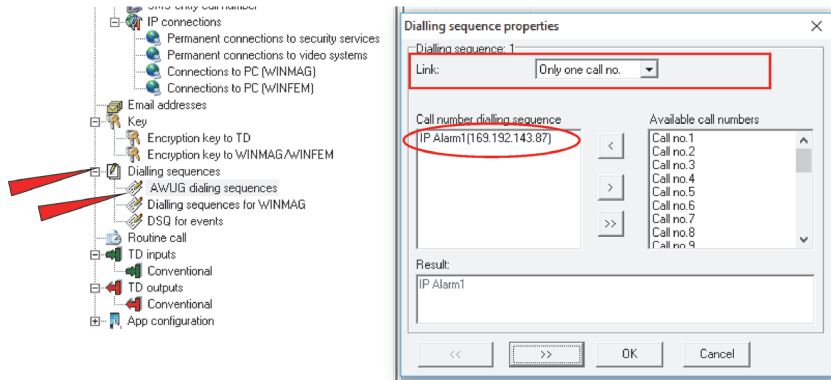 SMS entry call number
IP connections
Permanent connections to security services
Permanent connections to video systems
Connections to PC (WINMAG)
Connections to PC (WINFEM)
Email addresses
Key
Encryption key to TD
Encryption key to WINMAG/WINFEM
Dialling sequences
AWUG dialing sequences
Dialling sequences for WINMAG
DSQ for events
Routine call
TD inputs
Conventional
TD outputs
Conventional
App configuration
Dialling sequence properties
Dialling sequence: 1
Link: Only one call no.
Call number dialling sequence
IP Alarm1(169.192.143.87)
<
>
>>
Available call numbers
Call no.1
Call no.2
Call no.3
Call no.4
Call no.5
Call no.6
Call no.7
Call no.8
Call no.9
Result:
IP Alarm1
<< >> OK Cancel